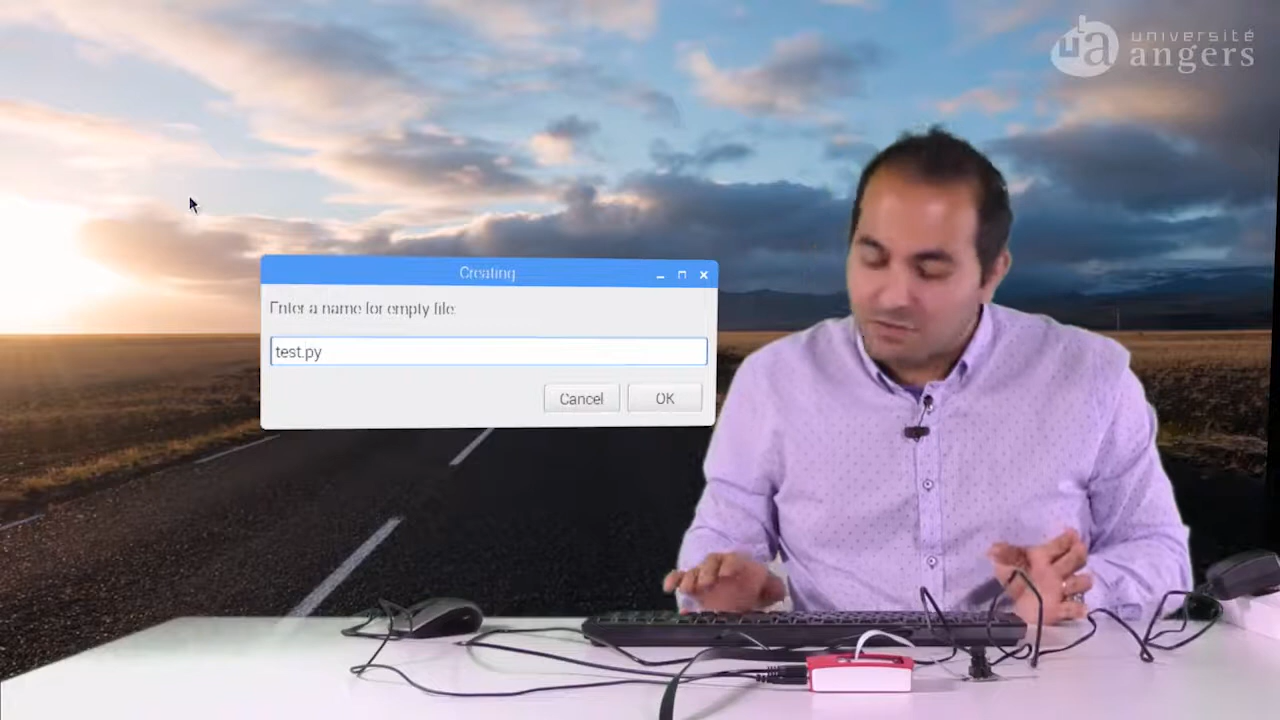 université
angers
Creating
Enter a name for empty file:
test.py
Cancel
OK